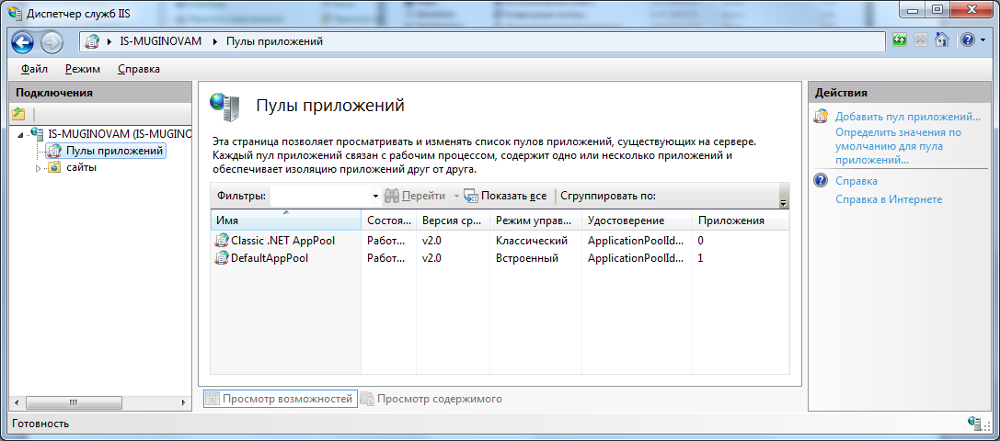 Диспетчер служб IIS
IS-MUGINOVAM Пулы приложений
Файл Режим Справка
Подключения
IS-MUGINOVAM (IS-MUGINO
Пулы приложений
сайты
Пулы приложений
Эта страница позволяет просматривать и изменять список пулов приложений, существующих на сервере.
Каждый пул приложений связан с рабочим процессом, содержит одно или несколько приложений и
обеспечивает изоляцию приложений друг от друга.
Фильтры: Перейти Показать все Сгруппировать по:
Имя Состоя... Версия ср... Режим управ... Удостоверение Приложения
Classic .NET AppPool Работ... v2.0 Классический ApplicationPoolId... 0
DefaultAppPool Работ... v2.0 Встроенный ApplicationPoolId... 1
Просмотр возможностей Просмотр содержимого
Действия
Добавить пул приложений...
Определить значения по
умолчанию для пула
приложений...
Справка
Справка в Интернете
Готовность